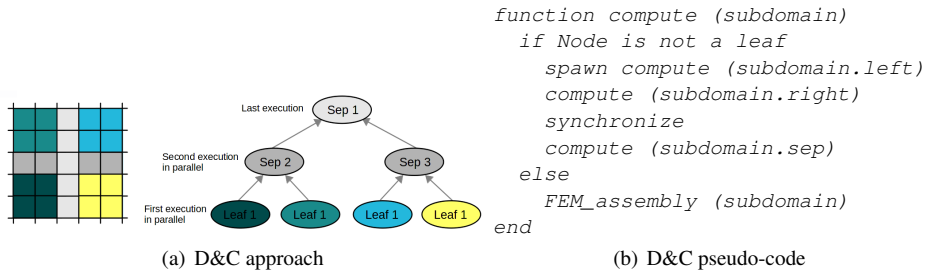 Last execution
Sep 1
Second execution
in parallel
Sep 2
Sep 3
First execution
in parallel
Leaf 1
Leaf 1
Leaf 1
Leaf 1
(a) D&C approach
function compute (subdomain)
if Node is not a leaf
spawn compute (subdomain.left)
compute (subdomain.right)
synchronize
compute (subdomain.sep)
else
FEM_assembly (subdomain)
end
(b) D&C pseudo-code